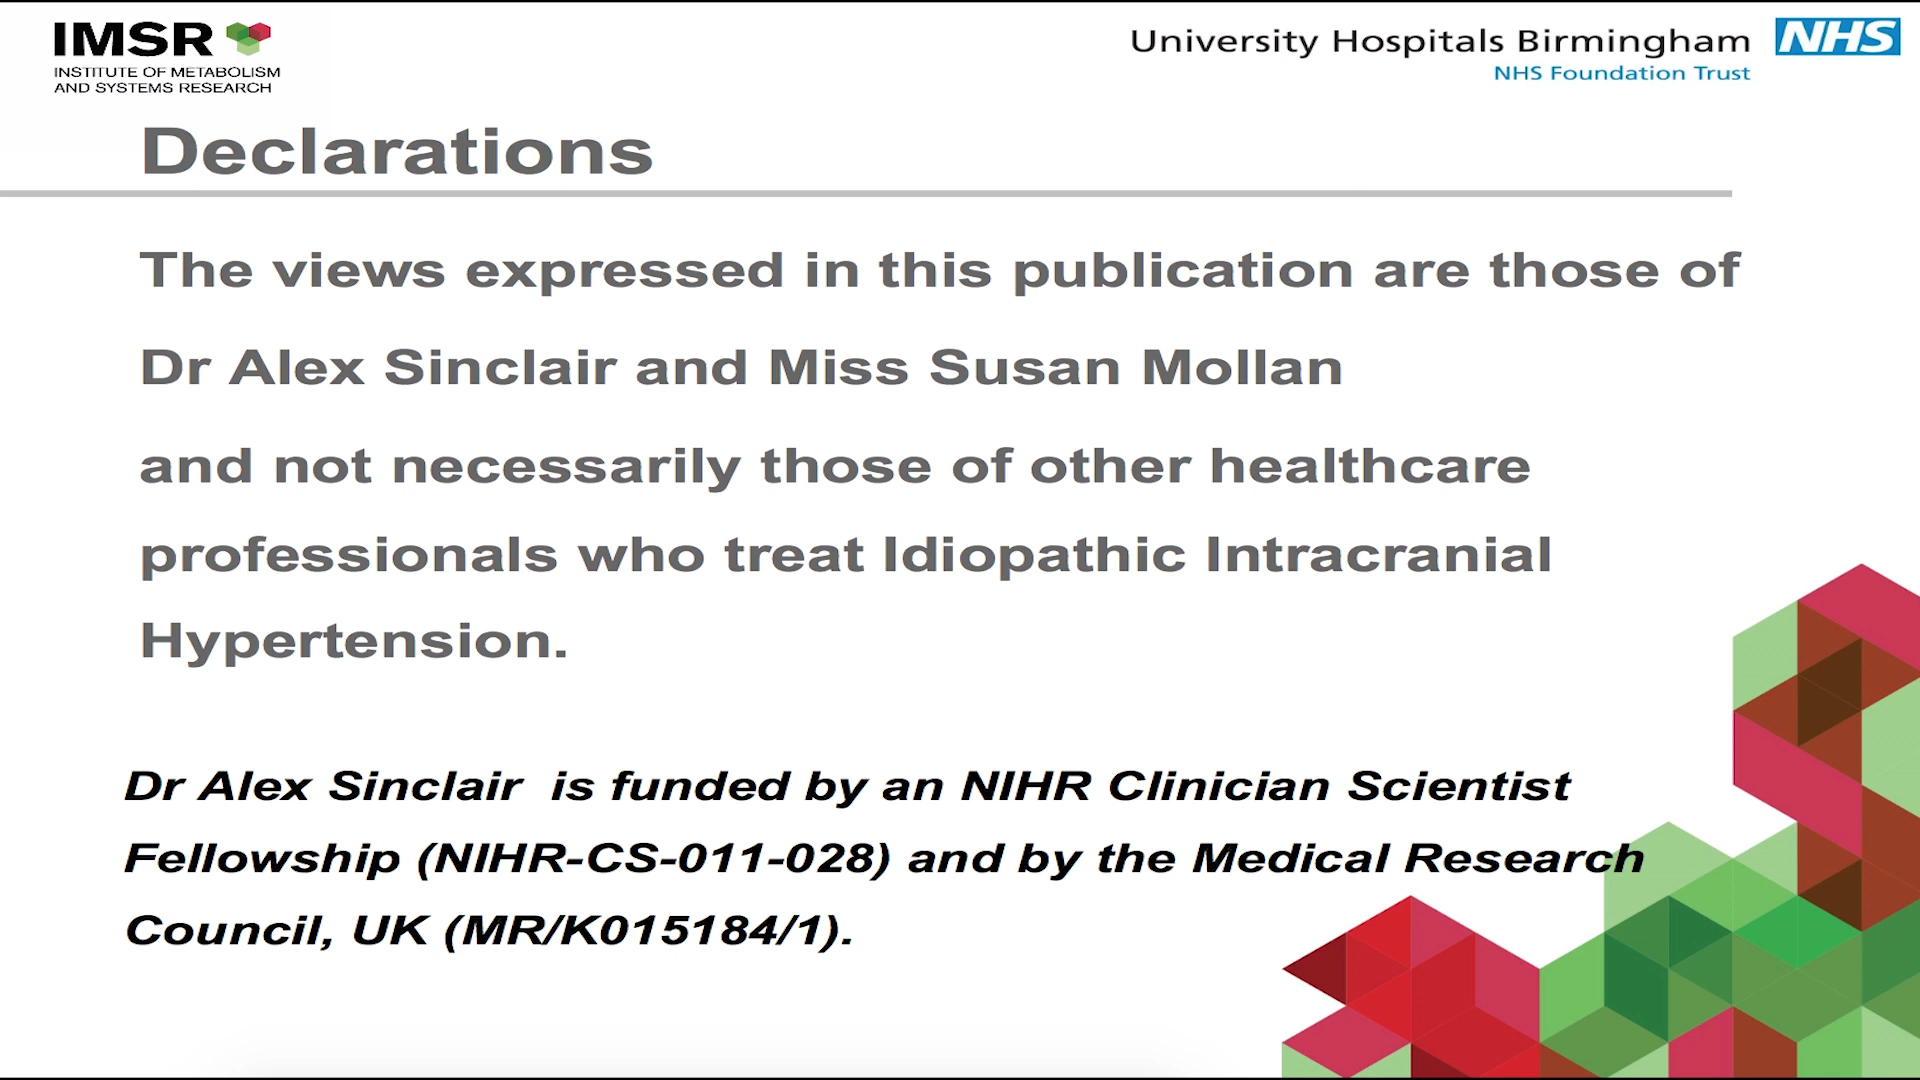 IMSR
INSTITUTE OF METABOLISM
AND SYSTEMS RESEARCH
University Hospitals Birmingham NHS
NHS Foundation Trust
Declarations
The views expressed in this publication are those of
Dr Alex Sinclair and Miss Susan Mollan
and not necessarily those of other healthcare
professionals who treat Idiopathic Intracranial
Hypertension.
Dr Alex Sinclair is funded by an NIHR Clinician Scientist
Fellowship (NIHR-CS-011-028) and by the Medical Research
Council, UK (MR/K015184/1).